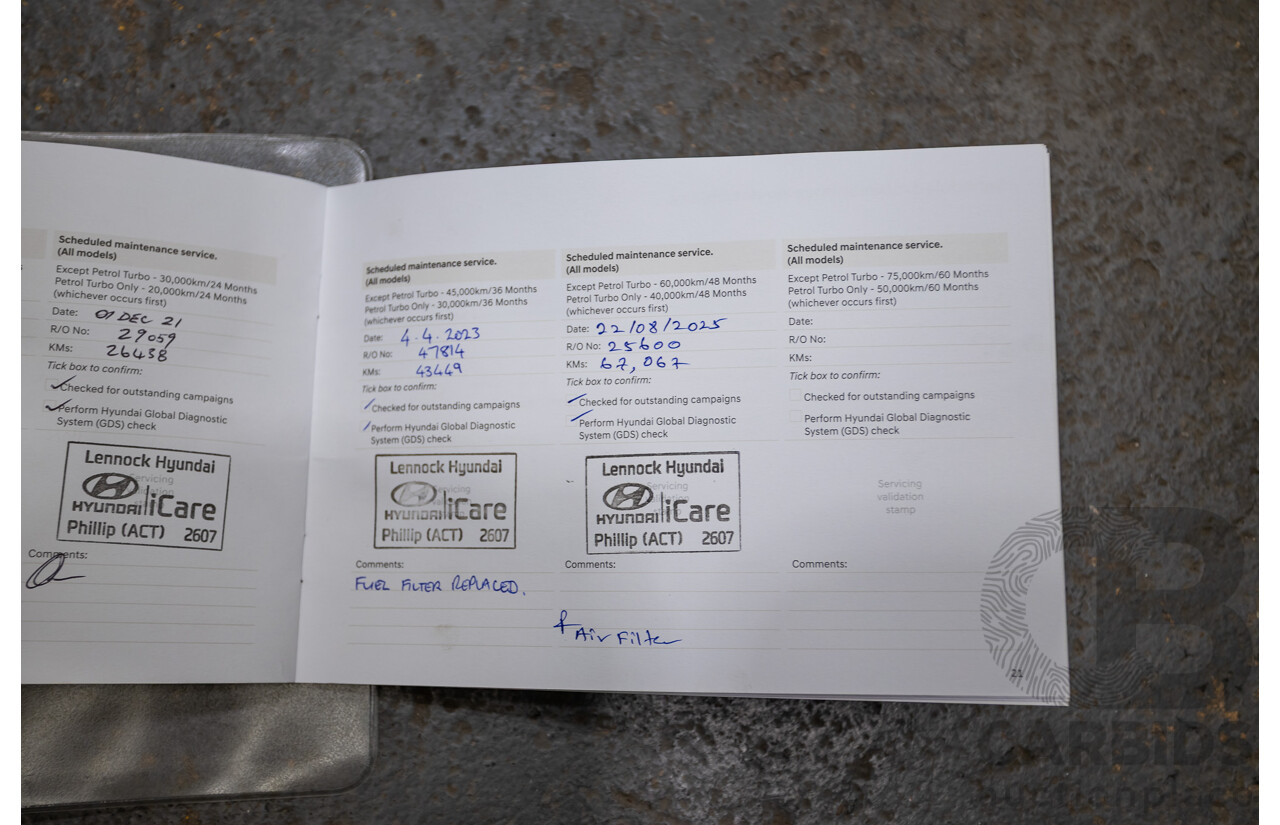 Scheduled maintenance service.
(All models)
Except Petrol Turbo - 30,000km/24 Months
Petrol Turbo Only - 20,000km/24 Months
(whichever occurs first)
Date: 01 DEC 21
R/O No: 29059
KMs: 26438
Tick box to confirm:
Checked for outstanding campaigns
Perform Hyundai Global Diagnostic
System (GDS) check
Lennock Hyundai
HYUNDAI iCare
Phillip (ACT) 2607
Comments:
Scheduled maintenance service.
(All models)
Except Petrol Turbo - 45,000km/36 Months
Petrol Turbo Only - 30,000km/36 Months
(whichever occurs first)
Date: 4.4.2023
R/O No: 47814
KMs: 43449
Tick box to confirm:
Checked for outstanding campaigns
Perform Hyundai Global Diagnostic
System (GDS) check
Lennock Hyundai
HYUNDAI iCare
Phillip (ACT) 2607
Comments:
FUEL FILTER REPLACED.
Scheduled maintenance service.
(All models)
Except Petrol Turbo - 60,000km/48 Months
Petrol Turbo Only - 40,000km/48 Months
(whichever occurs first)
Date: 22/08/2025
R/O No: 25600
KMs: 67,067
Tick box to confirm:
Checked for outstanding campaigns
Perform Hyundai Global Diagnostic
System (GDS) check
Lennock Hyundai
HYUNDAI iCare
Phillip (ACT) 2607
Comments:
Air Filter
Scheduled maintenance service.
(All models)
Except Petrol Turbo - 75,000km/60 Months
Petrol Turbo Only - 50,000km/60 Months
(whichever occurs first)
Date:
R/O No:
KMs:
Tick box to confirm:
Checked for outstanding campaigns
Perform Hyundai Global Diagnostic
System (GDS) check
Servicing
validation
stamp
Comments:
21
CARBIDS